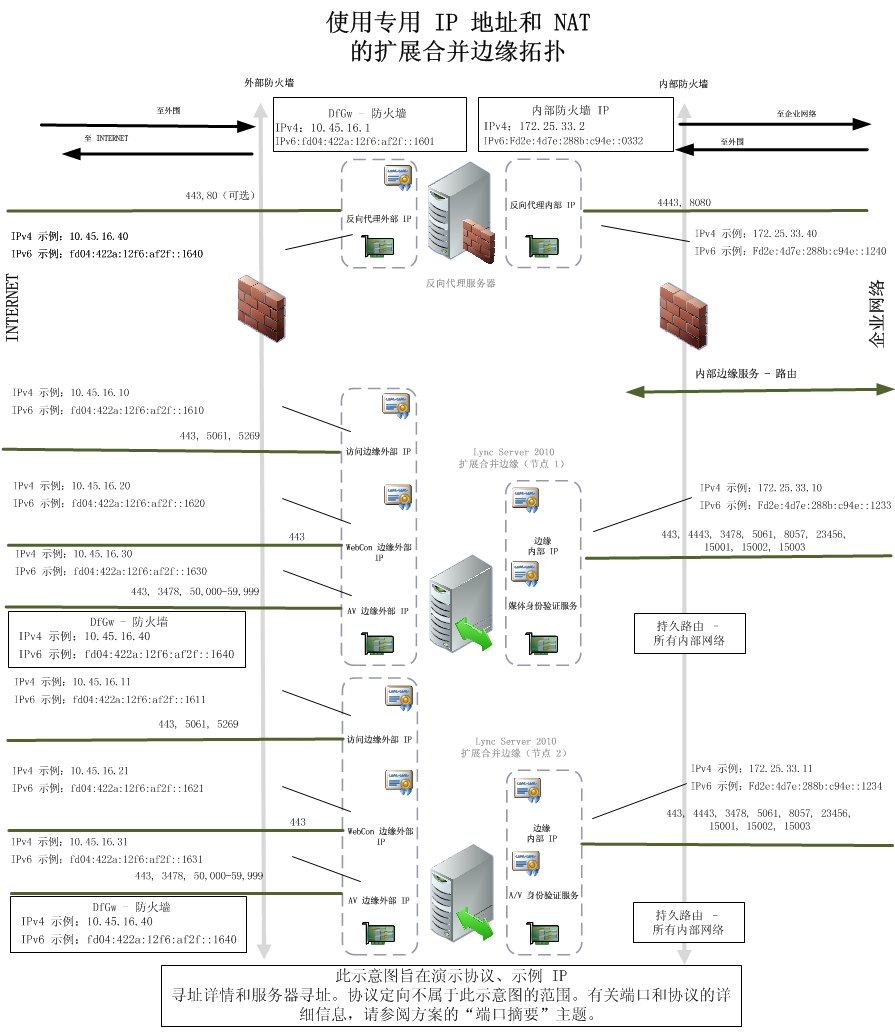 使用专用 IP 地址和 NAT
的扩展合并边缘拓扑
外部防火墙
内部防火墙
至外围
至 INTERNET
DfGw - 防火墙
IPv4: 10.45.16.1
IPv6:fd04:422a:12f6:af2f::1601
内部防火墙 IP
IPv4: 172.25.33.2
IPv6:Fd2e:4d7e:288b:c94e::0332
至企业网络
至外围
443,80（可选）
反向代理外部 IP
反向代理内部 IP
4443, 8080
IPv4 示例: 10.45.16.40
IPv6 示例: fd04:422a:12f6:af2f::1640
IPv4 示例: 172.25.33.40
IPv6 示例: Fd2e:4d7e:288b:c94e::1240
反向代理服务器
INTERNET
企业网络
内部边缘服务 - 路由
IPv4 示例: 10.45.16.10
IPv6 示例: fd04:422a:12f6:af2f::1610
443, 5061, 5269
访问边缘外部 IP
Lync Server 2010
扩展合并边缘（节点 1）
IPv4 示例: 10.45.16.20
IPv6 示例: fd04:422a:12f6:af2f::1620
IPv4 示例: 172.25.33.10
IPv6 示例: Fd2e:4d7e:288b:c94e::1233
443
WebCon 边缘外部
IP
边缘
内部 IP
443, 4443, 3478, 5061, 8057, 23456,
15001, 15002, 15003
IPv4 示例: 10.45.16.30
IPv6 示例: fd04:422a:12f6:af2f::1630
443, 3478, 50,000-59,999
AV 边缘外部 IP
媒体身份验证服务
DfGw - 防火墙
IPv4 示例: 10.45.16.40
IPv6 示例: fd04:422a:12f6:af2f::1640
持久路由 -
所有内部网络
IPv4 示例: 10.45.16.11
IPv6 示例: fd04:422a:12f6:af2f::1611
443, 5061, 5269
访问边缘外部 IP
Lync Server 2010
扩展合并边缘（节点 2）
IPv4 示例: 10.45.16.21
IPv6 示例: fd04:422a:12f6:af2f::1621
IPv4 示例: 172.25.33.11
IPv6 示例: Fd2e:4d7e:288b:c94e::1234
443
WebCon 边缘外部
IP
边缘
内部 IP
443, 4443, 3478, 5061, 8057, 23456,
15001, 15002, 15003
IPv4 示例: 10.45.16.31
IPv6 示例: fd04:422a:12f6:af2f::1631
443, 3478, 50,000-59,999
AV 边缘外部 IP
A/V 身份验证服务
DfGw - 防火墙
IPv4 示例: 10.45.16.40
IPv6 示例: fd04:422a:12f6:af2f::1640
持久路由 -
所有内部网络
此示意图旨在演示协议、示例 IP
寻址详情和服务器寻址。协议定向不属于此示意图的范围。有关端口和协议的详
细信息，请参阅方案的“端口摘要”主题。